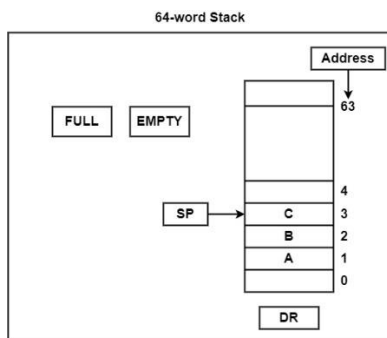 64-word Stack
Address
63
FULL
EMPTY
4
SP
C
3
B
2
A
1
0
DR